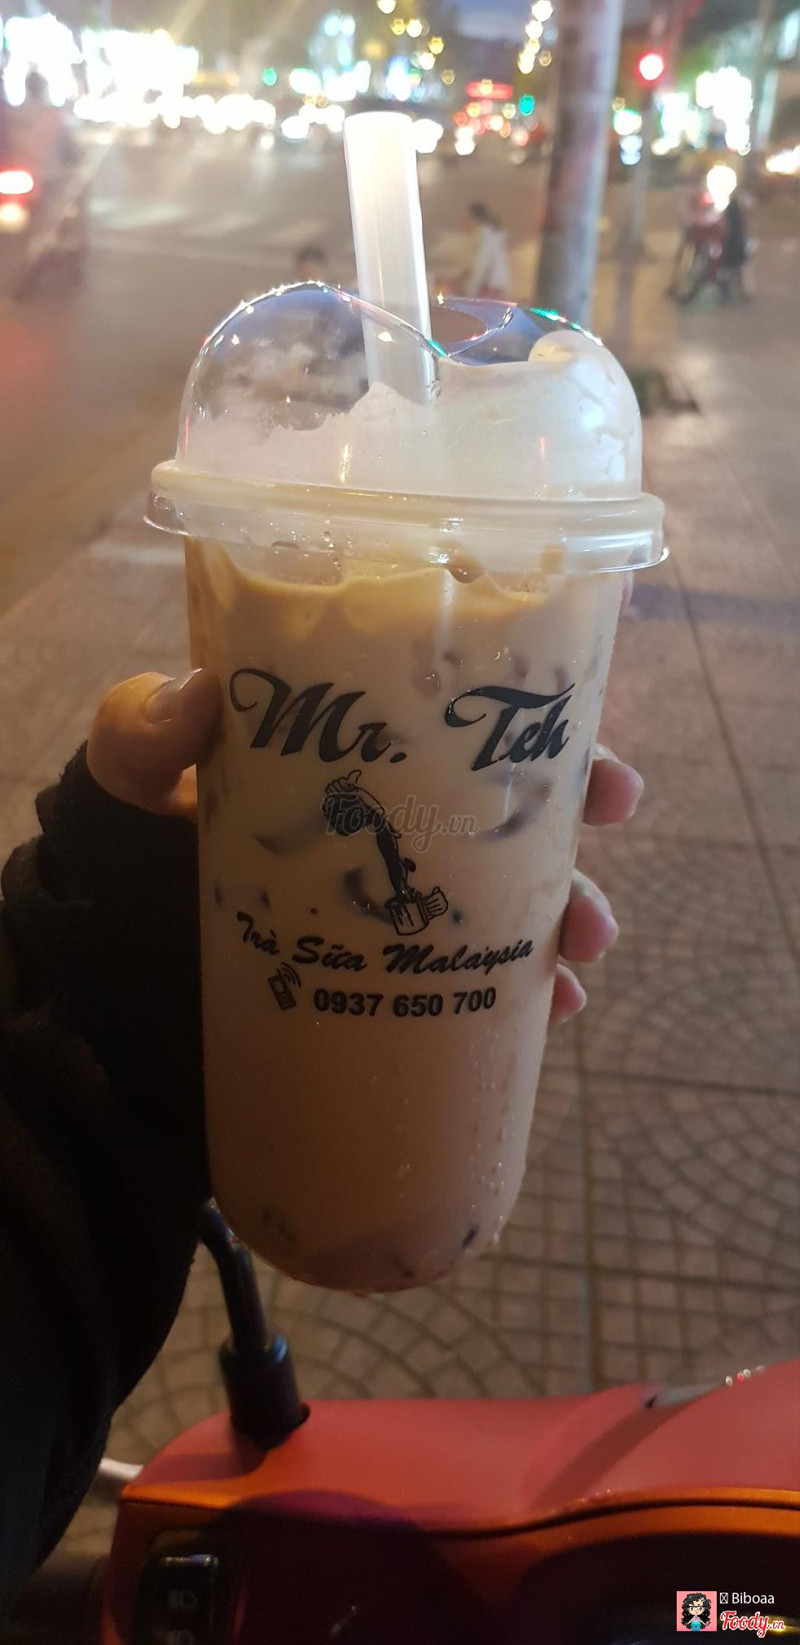 Mr. Teh
Foody.vn
Trà Sữa Malaysia
0937 650 700
Biboaa
Foody.vn